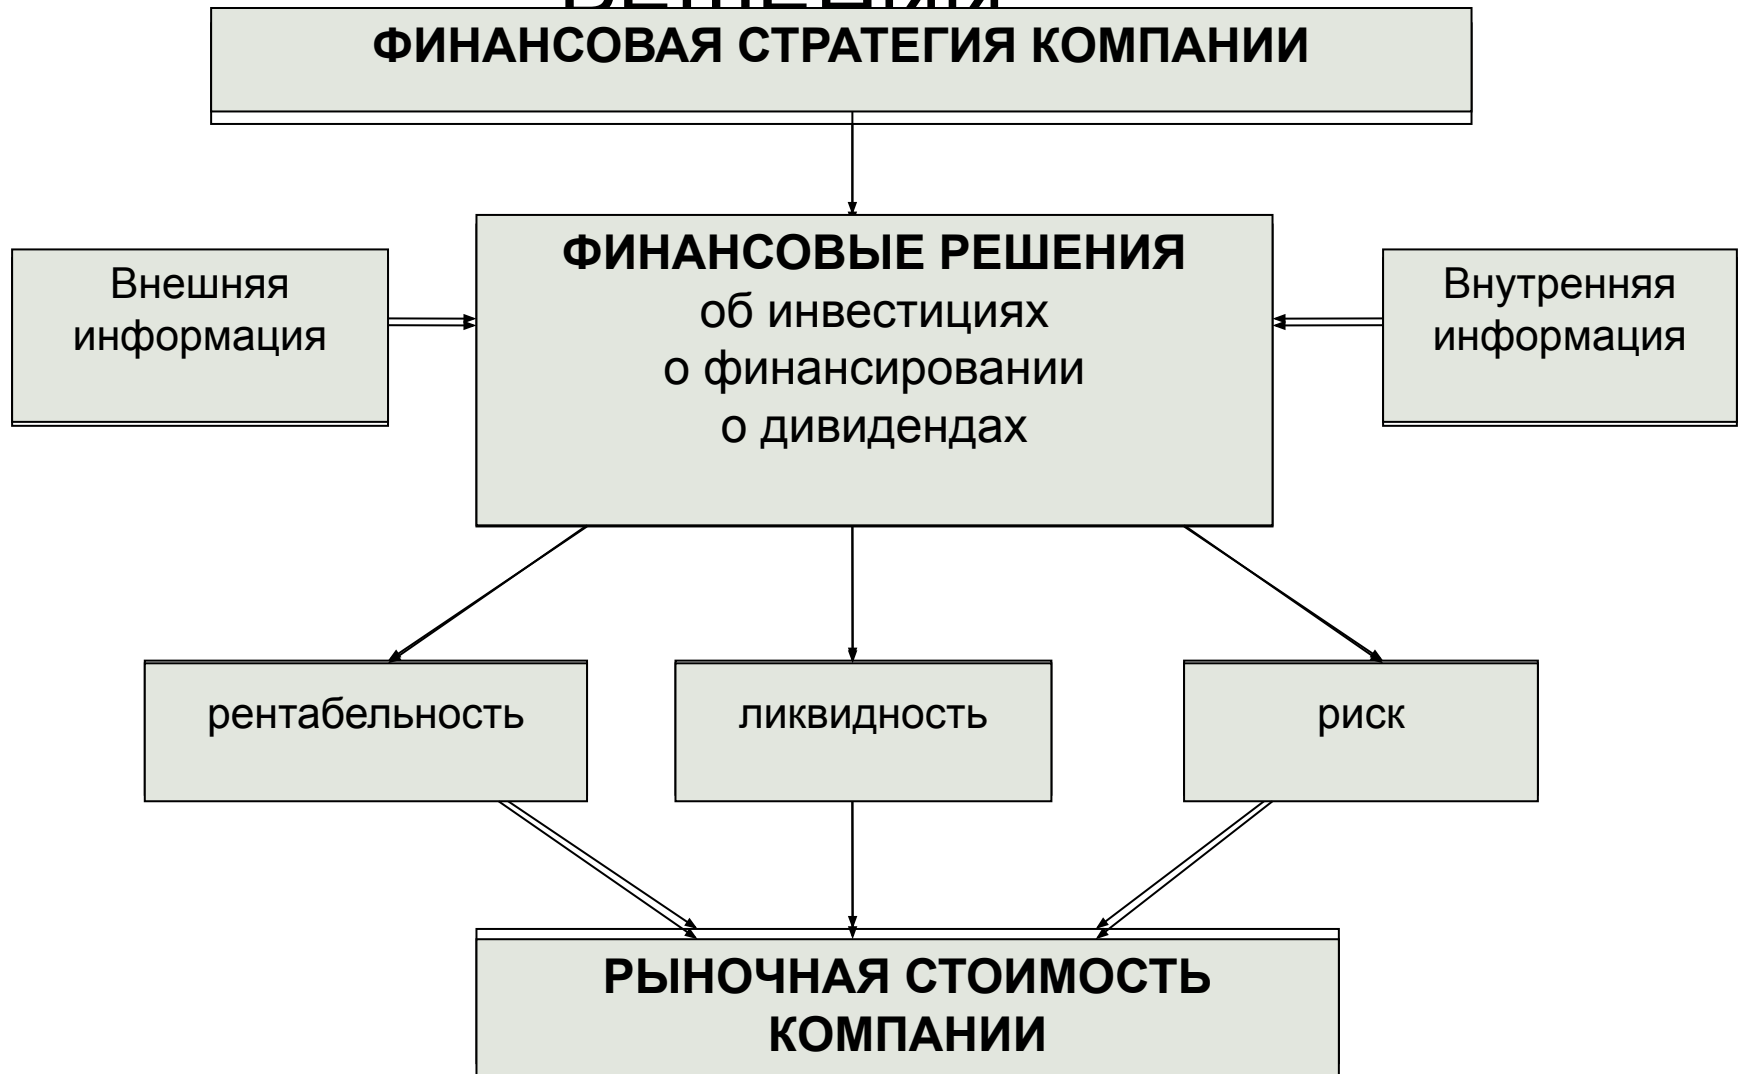 ФИНАНСОВАЯ СТРАТЕГИЯ КОМПАНИИ
ФИНАНСОВЫЕ РЕШЕНИЯ
об инвестициях
о финансировании
о дивидендах
Внешняя
информация
Внутренняя
информация
рентабельность
ликвидность
риск
РЫНОЧНАЯ СТОИМОСТЬ
КОМПАНИИ